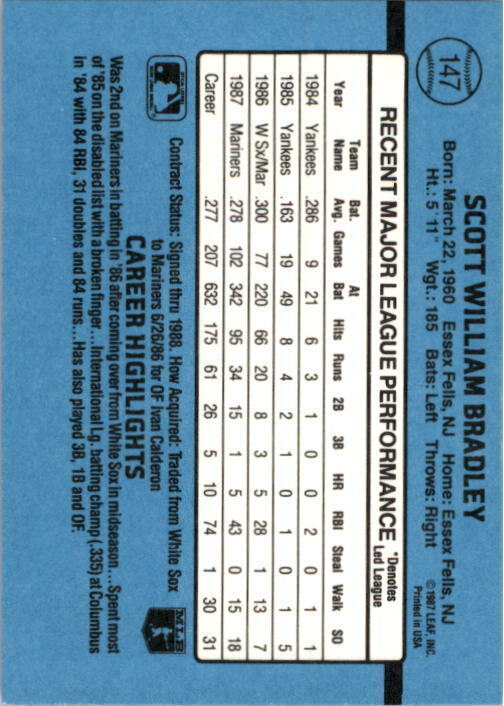 147
SCOTT WILLIAM BRADLEY
Born: March 22, 1960 Essex Fells, NJ Home: Essex Fells, NJ
Ht.: 5' 11" Wgt.: 185 Bats: Left Throws: Right
©1987 LEAF, INC.
Printed in USA
RECENT MAJOR LEAGUE PERFORMANCE *Denotes Led League
Year Team Name Bat. Avg. Games At Bat Hits Runs 2B 3B HR RBI Steal Walk SO
1984 Yankees .286 9 21 6 3 1 0 0 2 0 1 1
1985 Yankees .163 19 49 8 4 2 1 0 1 0 1 5
1986 W Sx/Mar .300 77 220 66 20 8 3 5 28 1 13 7
1987 Mariners .278 102 342 95 34 15 1 5 43 0 15 18
Career .277 207 632 175 61 26 5 10 74 1 30 31
Contract Status: Signed thru 1988. How Acquired: Traded from White Sox
to Mariners 6/26/86 for OF Ivan Calderon
MLB
CAREER HIGHLIGHTS
Was 2nd on Mariners in batting in '86 after coming over from White Sox in midseason....Spent most
of '85 on the disabled list with a broken finger...International Lg. batting champ (.335) at Columbus
in '84 with 84 RBI, 31 doubles and 84 runs...Has also played 3B, 1B and OF.